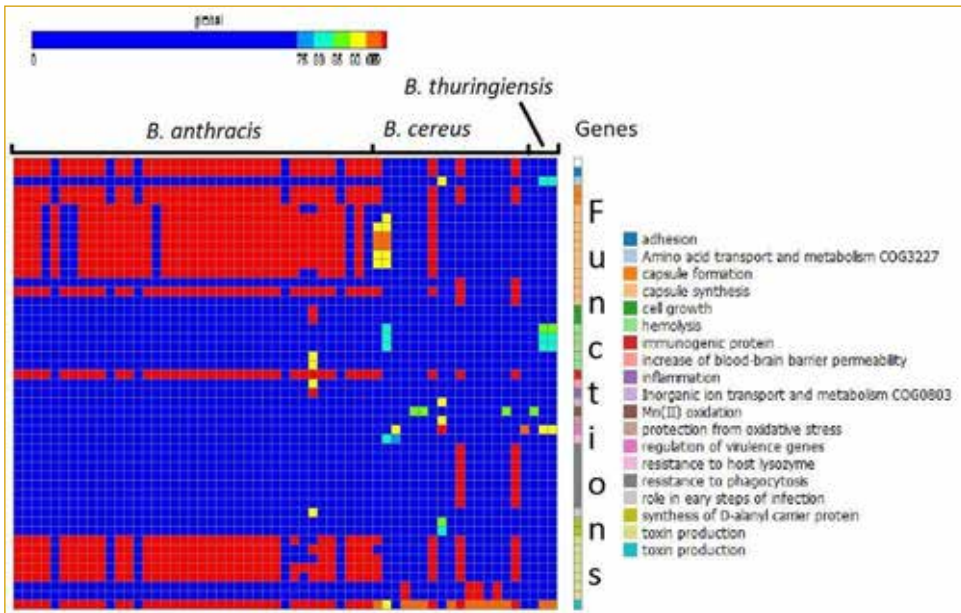 0
B. thuringiensis
B. anthracis
B. cereus
Genes
Functions
adhesion
Amino acid transport and metabolism COG3227
capsule formation
capsule synthesis
cell growth
hemolysis
immunogenic protein
increase of blood-brain barrier permeability
inflammation
Inorganic ion transport and metabolism COG0803
Mn(II) oxidation
protection from oxidative stress
regulation of virulence genes
resistance to host lysozyme
resistance to phagocytosis
role in eary steps of infection
synthesis of D-alanyl carrier protein
toxin production
toxin production